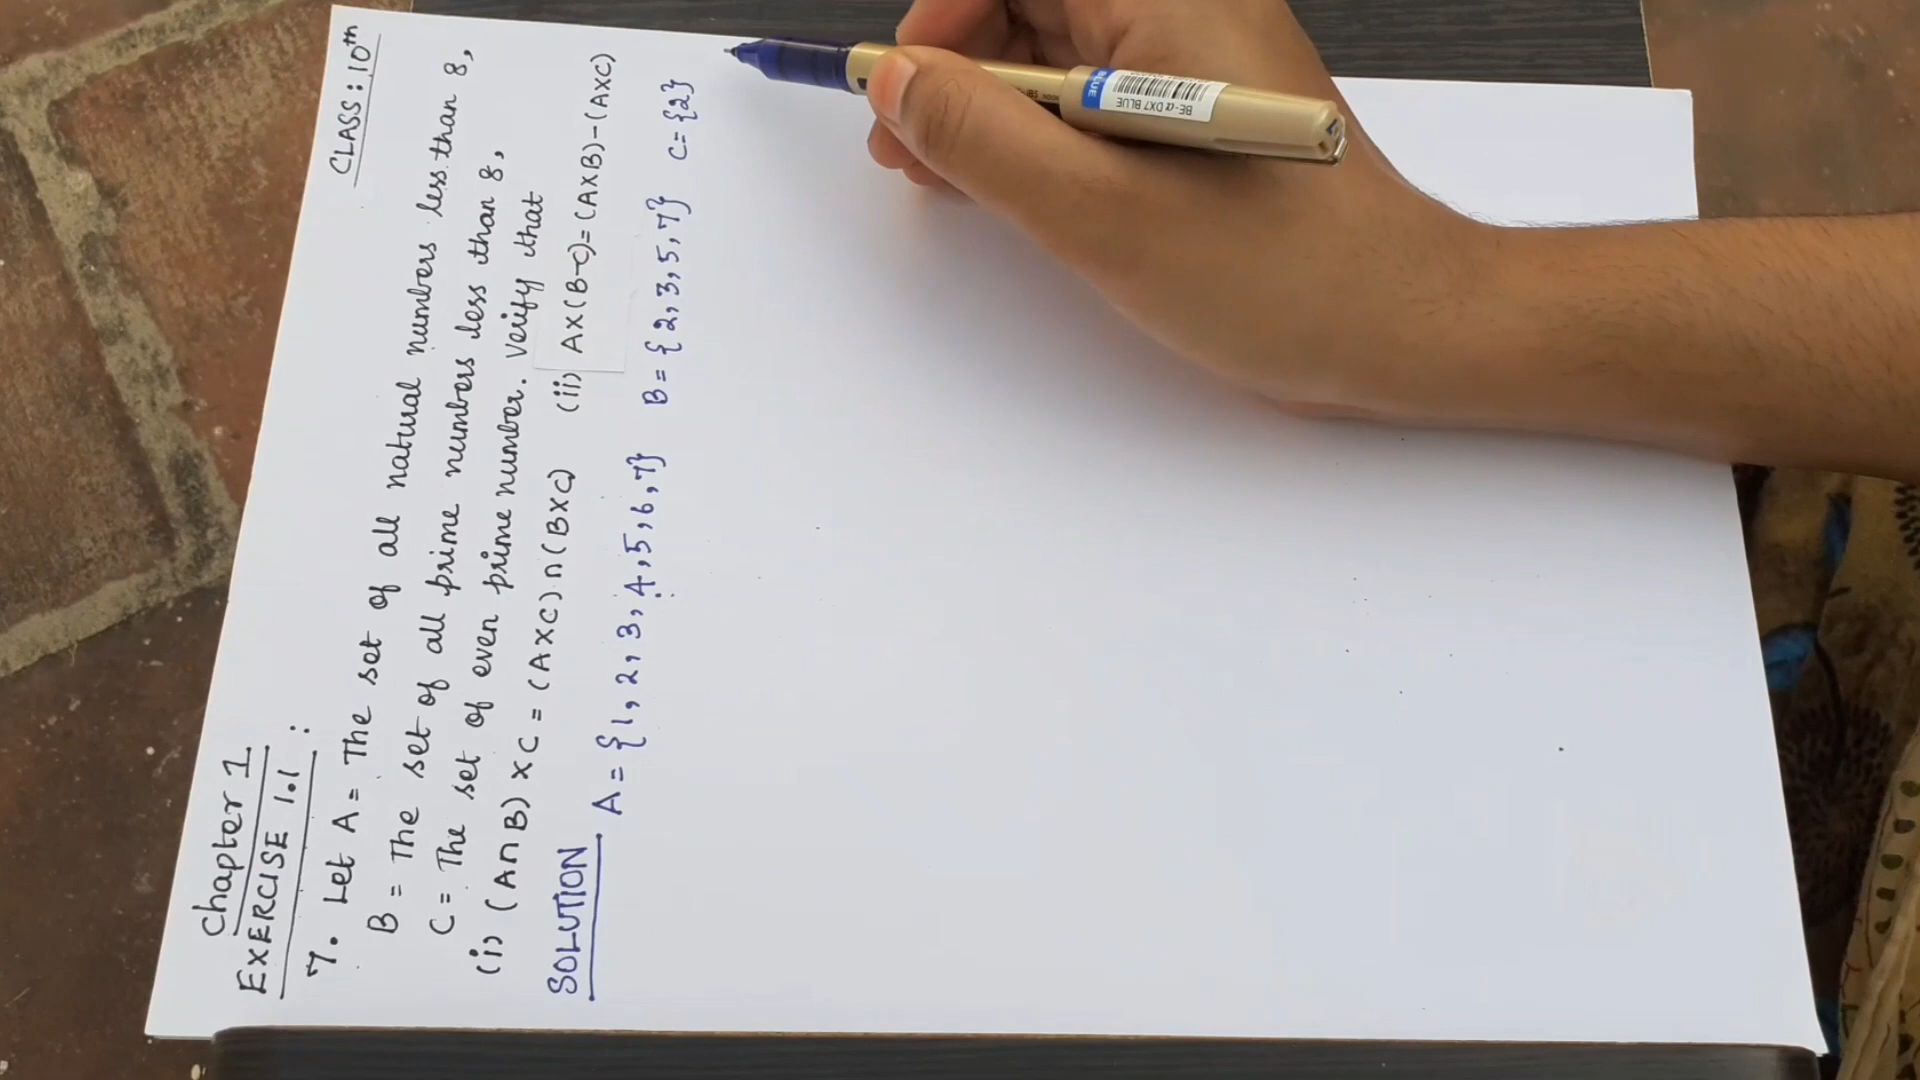 CLASS: 10th
Chapter 1
EXERCISE 1.1 :
7. Let A = The set of all natural numbers less than 8,
B = The set of all prime numbers less than 8,
C = The set of even prime number. Verify that
(i) (A∩B) × C = (A×C) ∩ (B×C) (ii) A×(B-C) = (A×B) - (A×C)
SOLUTION
A = {1, 2, 3, 4, 5, 6, 7} B = {2, 3, 5, 7} C = {2}
BLUE
BE-α DX7 BLUE